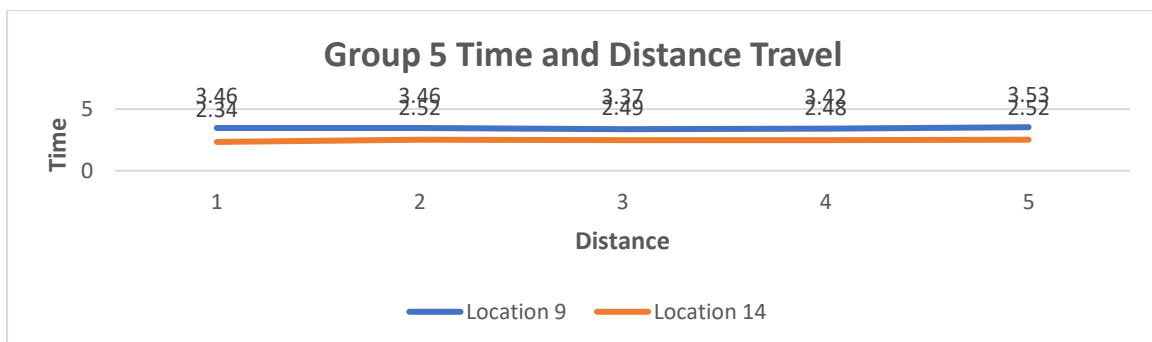 Group 5 Time and Distance Travel
3.46 3.46 3.37 3.42 3.53
2.34 2.52 2.49 2.48 2.52
5
0
Time
1 2 3 4 5
Distance
Location 9 Location 14